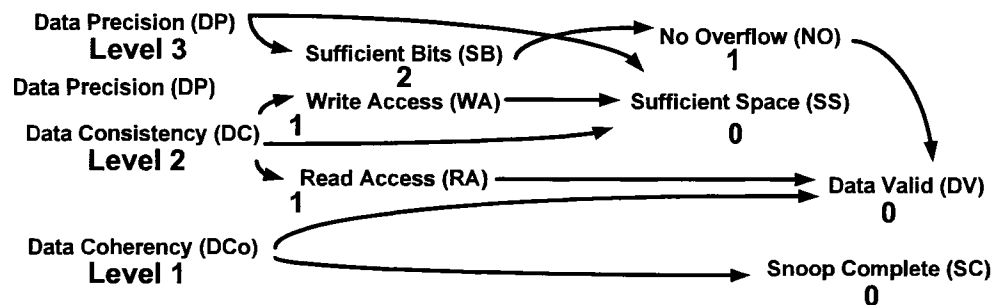 Data Precision (DP)
Level 3
Sufficient Bits (SB)
2
No Overflow (NO)
1
Data Precision (DP)
Write Access (WA)
1
Sufficient Space (SS)
0
Data Consistency (DC)
Level 2
Read Access (RA)
1
Data Valid (DV)
0
Data Coherency (DCo)
Level 1
Snoop Complete (SC)
0